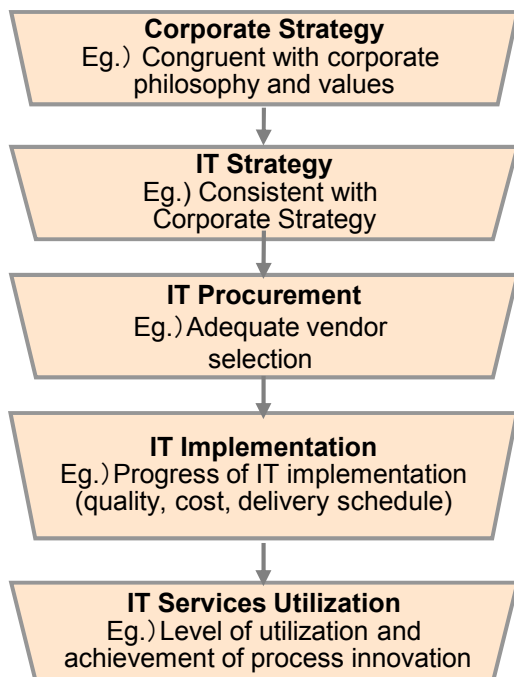 Corporate Strategy
Eg.）Congruent with corporate
philosophy and values
IT Strategy
Eg.) Consistent with
Corporate Strategy
IT Procurement
Eg.）Adequate vendor
selection
IT Implementation
Eg.）Progress of IT implementation
(quality, cost, delivery schedule)
IT Services Utilization
Eg.）Level of utilization and
achievement of process innovation